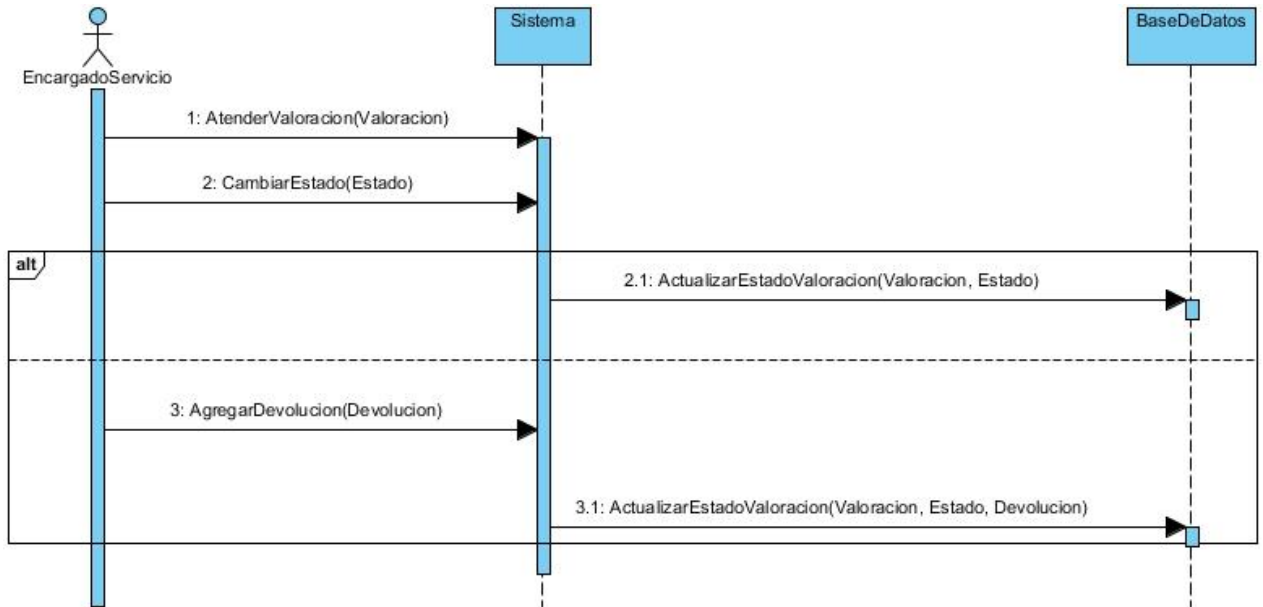 Sistema
BaseDeDatos
EncargadoServicio
1: AtenderValoracion(Valoracion)
2: CambiarEstado(Estado)
alt
2.1: ActualizarEstadoValoracion(Valoracion, Estado)
3: AgregarDevolucion(Devolucion)
3.1: ActualizarEstadoValoracion(Valoracion, Estado, Devolucion)